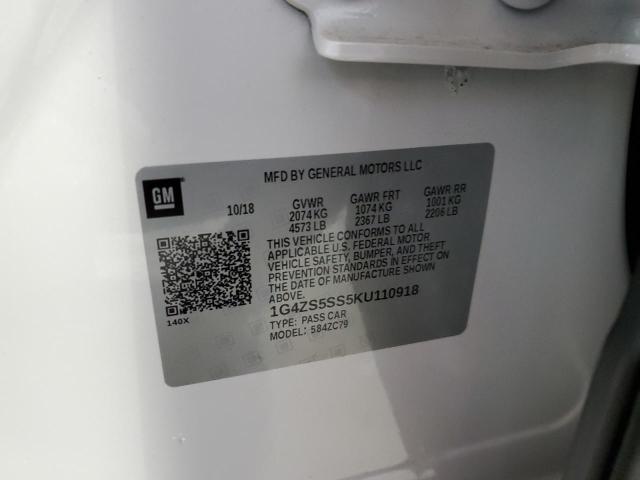 MFD BY GENERAL MOTORS LLC
GM
10/18
GVWR GAWR FRT GAWR RR
2074 KG 1074 KG 1001 KG
4573 LB 2367 LB 2206 LB
THIS VEHICLE CONFORMS TO ALL
APPLICABLE U.S. FEDERAL MOTOR
VEHICLE SAFETY, BUMPER, AND THEFT
PREVENTION STANDARDS IN EFFECT ON
THE DATE OF MANUFACTURE SHOWN
ABOVE.
1G4ZS5SS5KU110918
TYPE: PASS CAR
MODEL: 584ZC79
140X